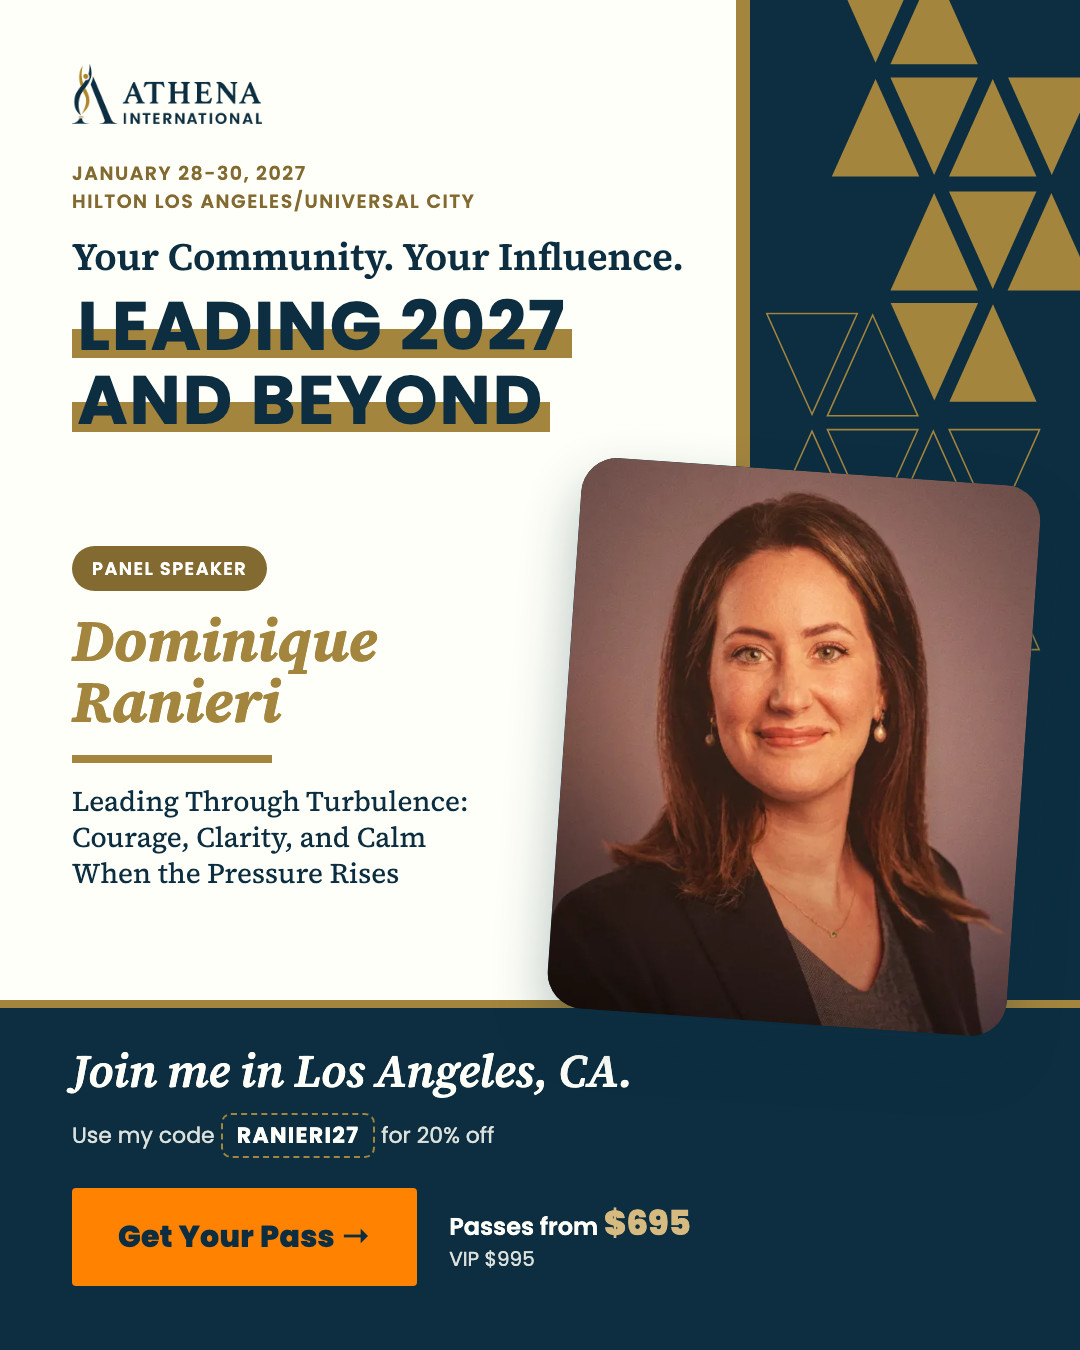 ATHENA
INTERNATIONAL
JANUARY 28-30, 2027
HILTON LOS ANGELES/UNIVERSAL CITY
Your Community. Your Influence.
LEADING 2027
AND BEYOND
PANEL SPEAKER
Dominique
Ranieri
Leading Through Turbulence:
Courage, Clarity, and Calm
When the Pressure Rises
Join me in Los Angeles, CA.
Use my code RANIERI27 for 20% off
Get Your Pass →
Passes from $695
VIP $995